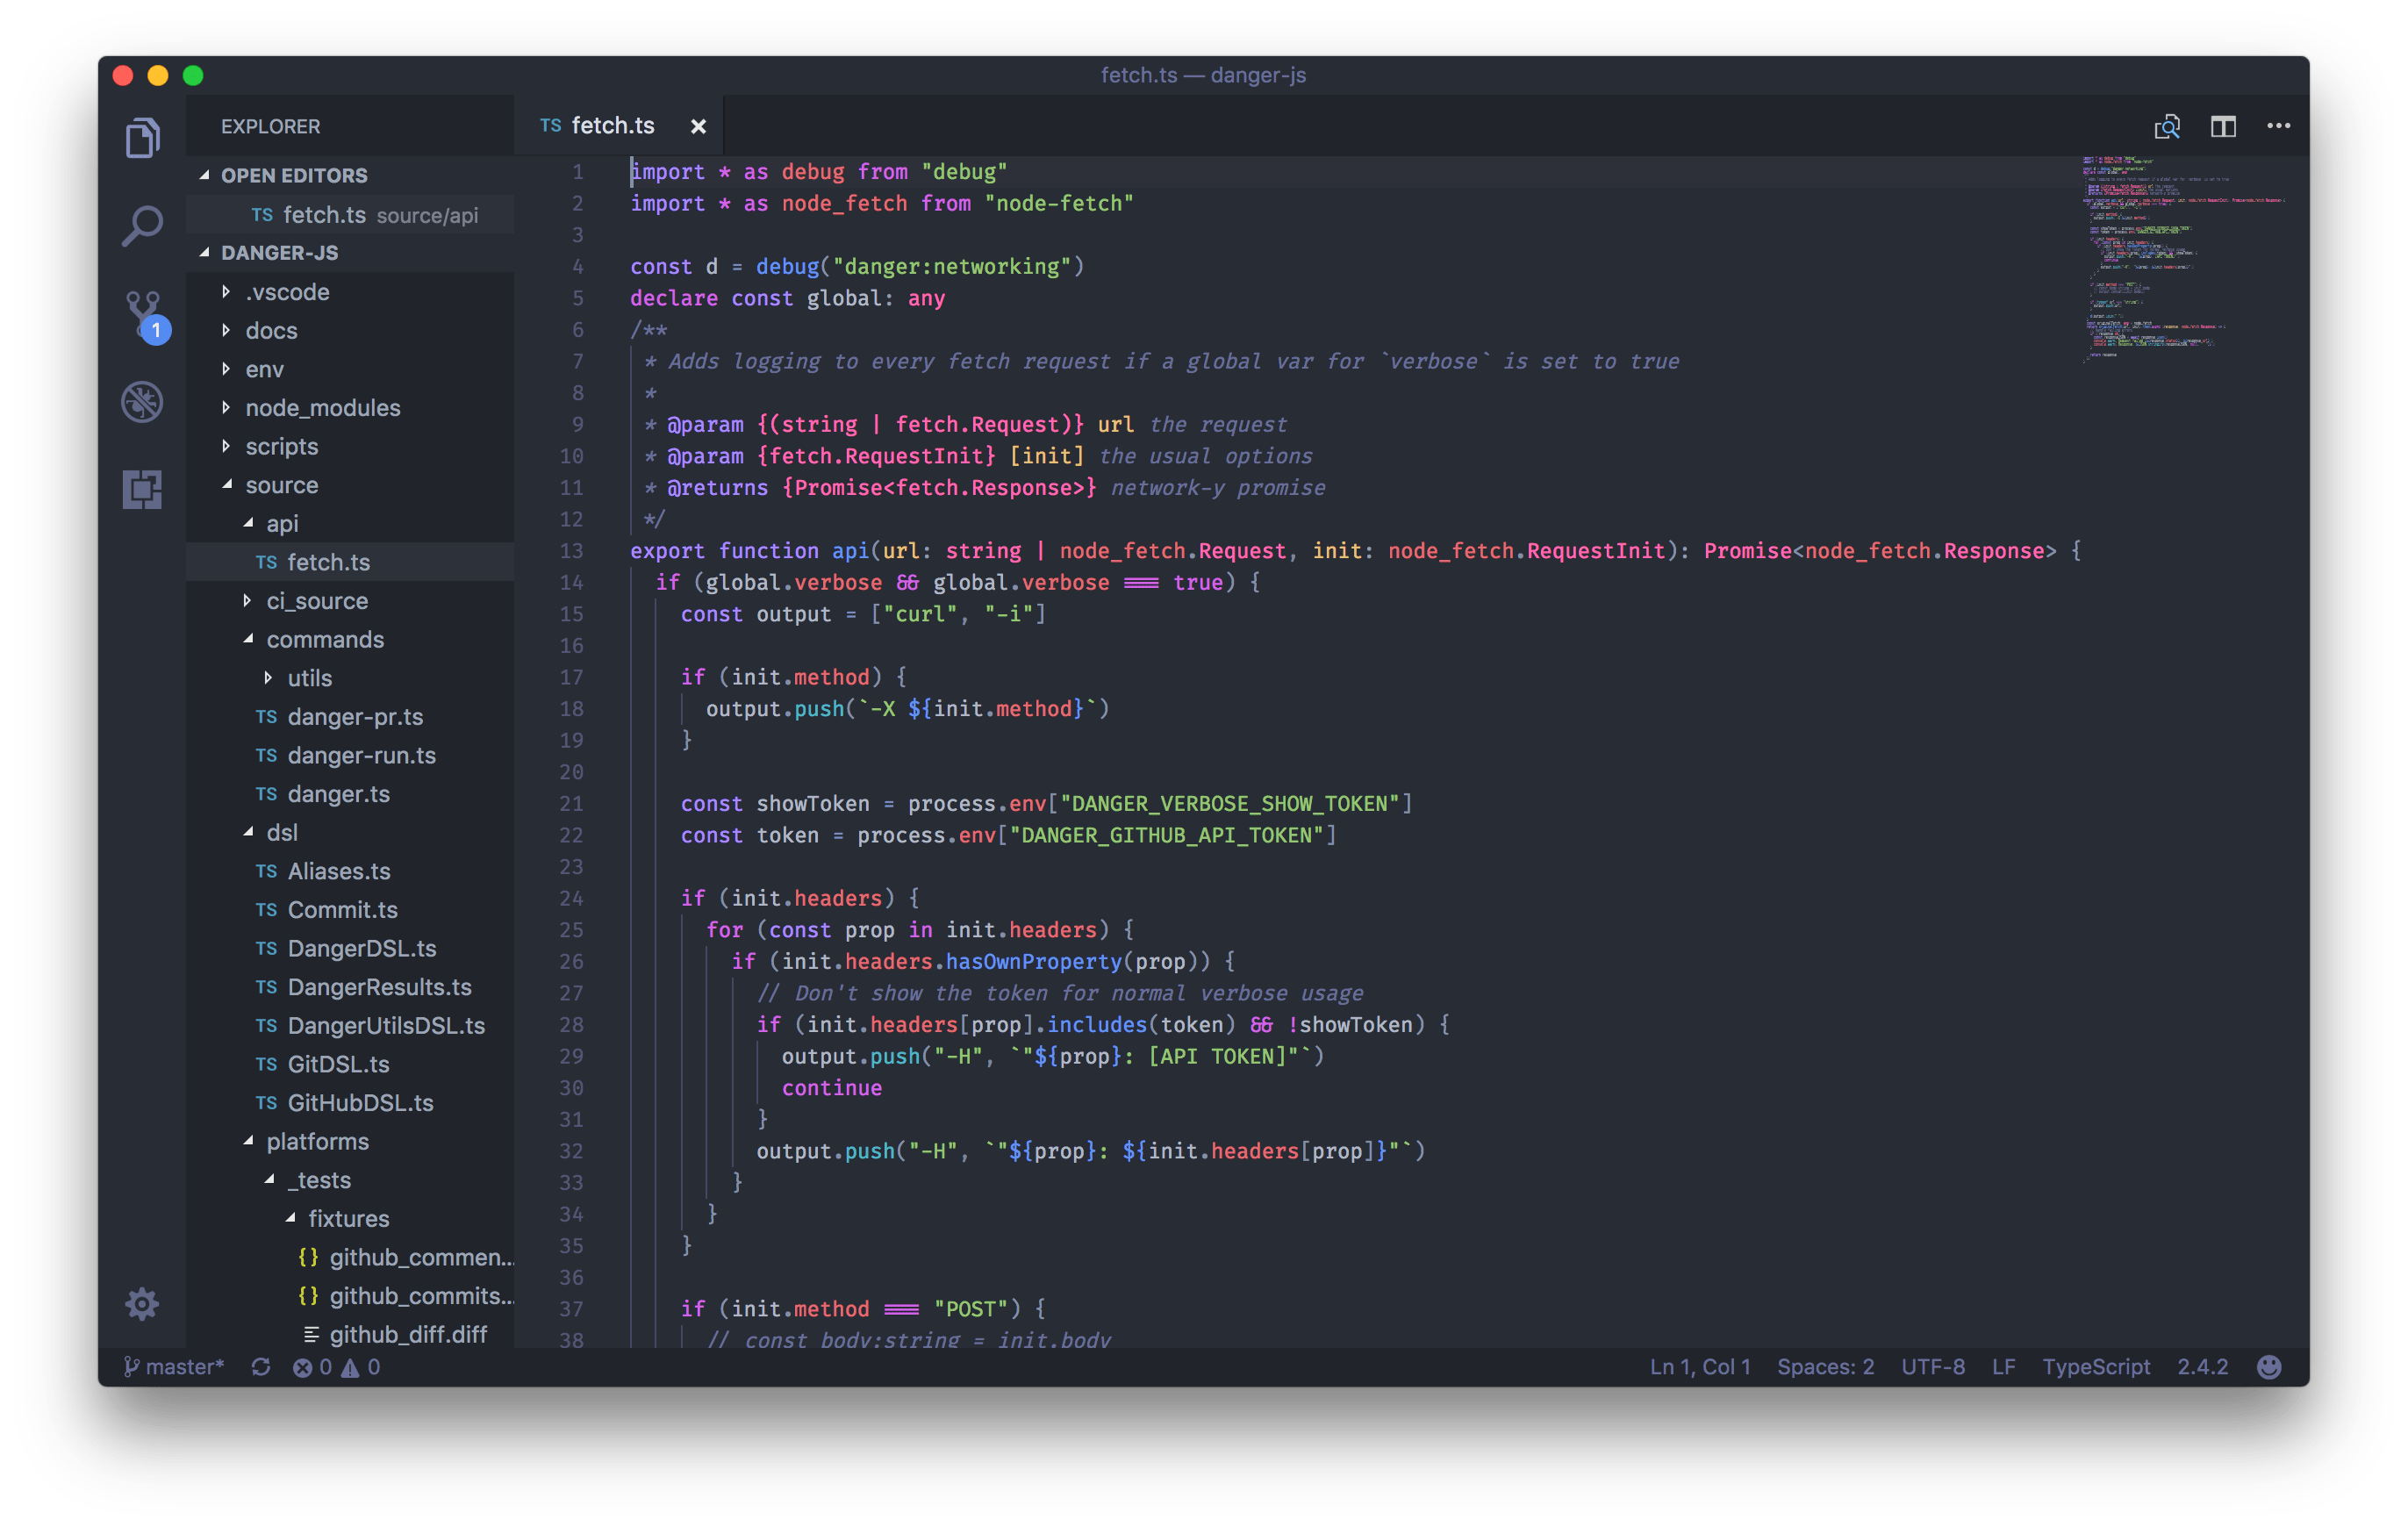 fetch.ts — danger-js
EXPLORER
OPEN EDITORS
TS fetch.ts source/api
DANGER-JS
.vscode
docs
env
node_modules
scripts
source
api
TS fetch.ts
ci_source
commands
utils
TS danger-pr.ts
TS danger-run.ts
TS danger.ts
dsl
TS Aliases.ts
TS Commit.ts
TS DangerDSL.ts
TS DangerResults.ts
TS DangerUtilsDSL.ts
TS GitDSL.ts
TS GitHubDSL.ts
platforms
_tests
fixtures
{} github_commen...
{} github_commits...
github_diff.diff
1
TS fetch.ts
1 import * as debug from "debug"
2 import * as node_fetch from "node-fetch"
3
4 const d = debug("danger:networking")
5 declare const global: any
6 /**
7 * Adds logging to every fetch request if a global var for `verbose` is set to true
8 *
9 * @param {(string | fetch.Request)} url the request
10 * @param {fetch.RequestInit} [init] the usual options
11 * @returns {Promise<fetch.Response>} network-y promise
12 */
13 export function api(url: string | node_fetch.Request, init: node_fetch.RequestInit): Promise<node_fetch.Response> {
14 if (global.verbose && global.verbose === true) {
15 const output = ["curl", "-i"]
16
17 if (init.method) {
18 output.push(`-X ${init.method}`)
19 }
20
21 const showToken = process.env["DANGER_VERBOSE_SHOW_TOKEN"]
22 const token = process.env["DANGER_GITHUB_API_TOKEN"]
23
24 if (init.headers) {
25 for (const prop in init.headers) {
26 if (init.headers.hasOwnProperty(prop)) {
27 // Don't show the token for normal verbose usage
28 if (init.headers[prop].includes(token) && !showToken) {
29 output.push("-H", `"${prop}: [API TOKEN]"`)
30 continue
31 }
32 output.push("-H", `"${prop}: ${init.headers[prop]}"`)
33 }
34 }
35 }
36
37 if (init.method === "POST") {
38 // const body:string = init.body
master* 0 0
Ln 1, Col 1 Spaces: 2 UTF-8 LF TypeScript 2.4.2